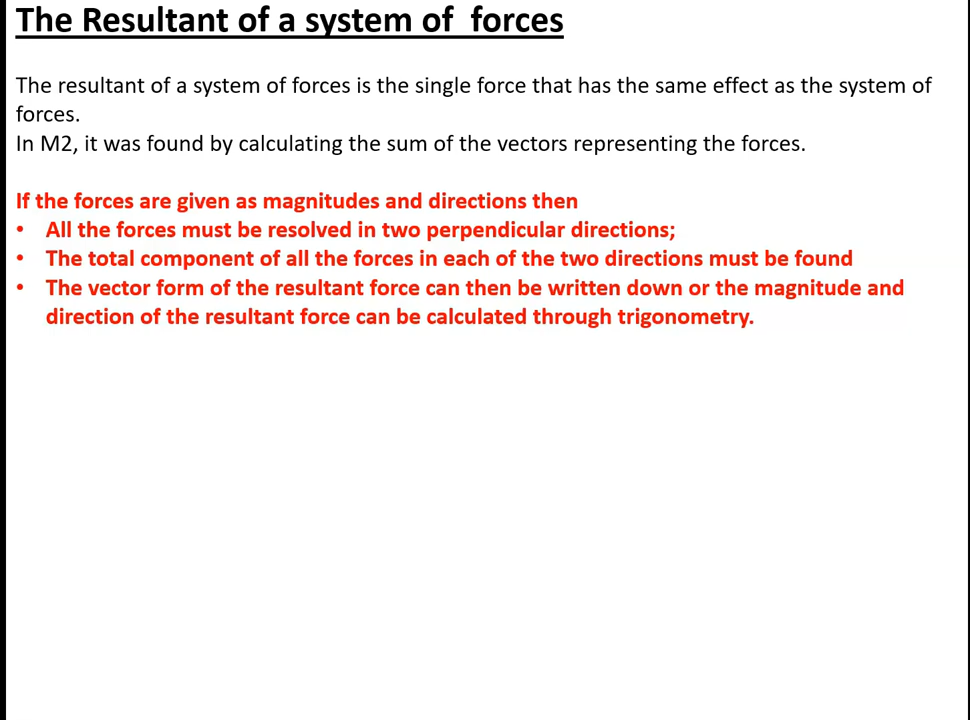 The Resultant of a system of  forces
The resultant of a system of forces is the single force that has the same effect as the system of
forces.
In M2, it was found by calculating the sum of the vectors representing the forces.
If the forces are given as magnitudes and directions then
• All the forces must be resolved in two perpendicular directions;
• The total component of all the forces in each of the two directions must be found
• The vector form of the resultant force can then be written down or the magnitude and
direction of the resultant force can be calculated through trigonometry.